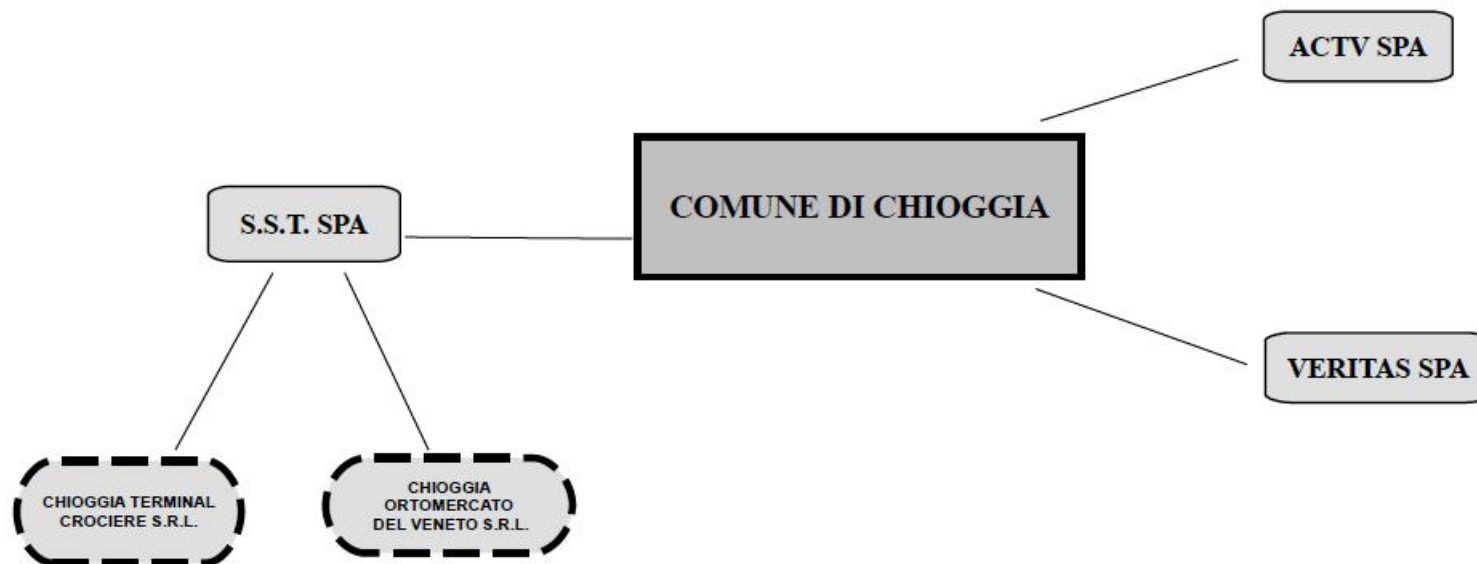 ACTV SPA
COMUNE DI CHIOGGIA
S.S.T. SPA
VERITAS SPA
CHIOGGIA TERMINAL
CROCIERE S.R.L.
CHIOGGIA
ORTOMERCATO
DEL VENETO S.R.L.